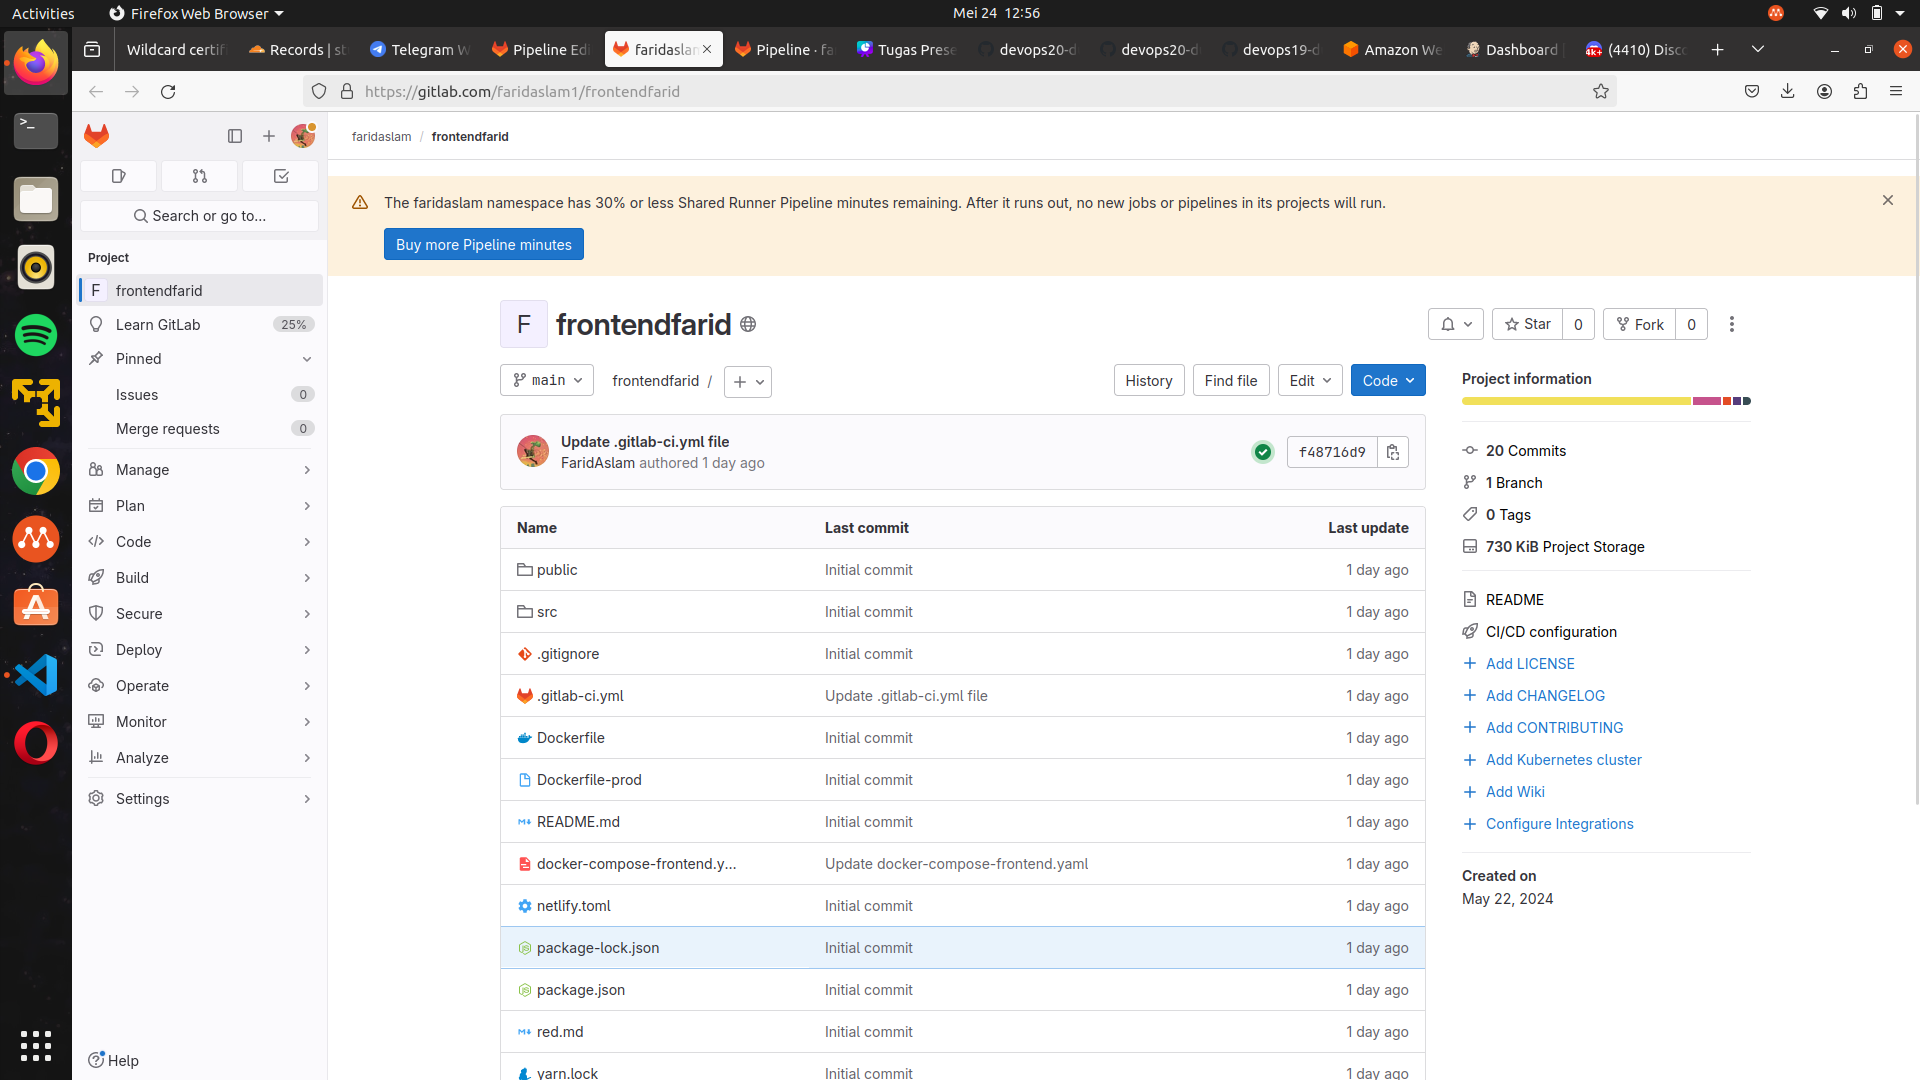 Activities
Firefox Web Browser
Mei 24 12:56
Wildcard certif
Records | st
Telegram W
Pipeline Edi
faridaslam
Pipeline · fa
Tugas Prese
devops20-d
devops20-d
devops19-d
Amazon We
Dashboard |
(4410) Disco
https://gitlab.com/faridaslam1/frontendfarid
faridaslam / frontendfarid
Search or go to...
The faridaslam namespace has 30% or less Shared Runner Pipeline minutes remaining. After it runs out, no new jobs or pipelines in its projects will run.
Buy more Pipeline minutes
Project
F frontendfarid
Learn GitLab 25%
Pinned
Issues 0
Merge requests 0
Manage
Plan
Code
Build
Secure
Deploy
Operate
Monitor
Analyze
Settings
Help
F frontendfarid
Star 0
Fork 0
main
frontendfarid /
History
Find file
Edit
Code
Update .gitlab-ci.yml file
FaridAslam authored 1 day ago
f48716d9
Name Last commit Last update
public Initial commit 1 day ago
src Initial commit 1 day ago
.gitignore Initial commit 1 day ago
.gitlab-ci.yml Update .gitlab-ci.yml file 1 day ago
Dockerfile Initial commit 1 day ago
Dockerfile-prod Initial commit 1 day ago
README.md Initial commit 1 day ago
docker-compose-frontend.y... Update docker-compose-frontend.yaml 1 day ago
netlify.toml Initial commit 1 day ago
package-lock.json Initial commit 1 day ago
package.json Initial commit 1 day ago
red.md Initial commit 1 day ago
yarn.lock Initial commit 1 day ago
Project information
20 Commits
1 Branch
0 Tags
730 KiB Project Storage
README
CI/CD configuration
Add LICENSE
Add CHANGELOG
Add CONTRIBUTING
Add Kubernetes cluster
Add Wiki
Configure Integrations
Created on
May 22, 2024